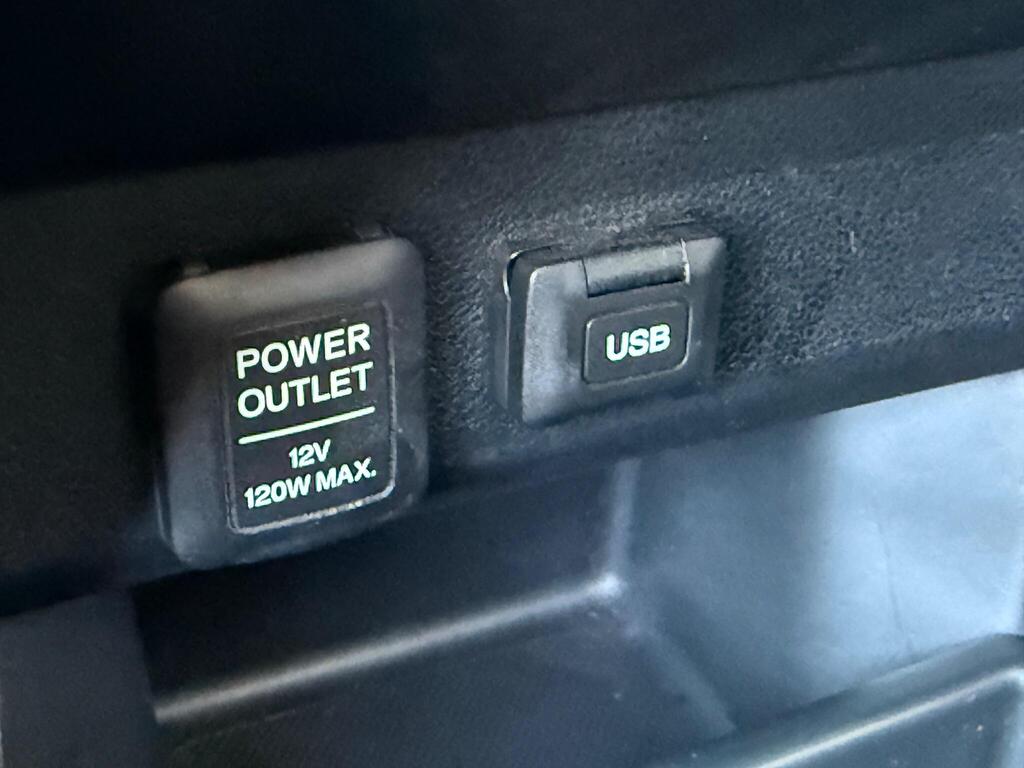 POWER
OUTLET
12V
120W MAX.
USB